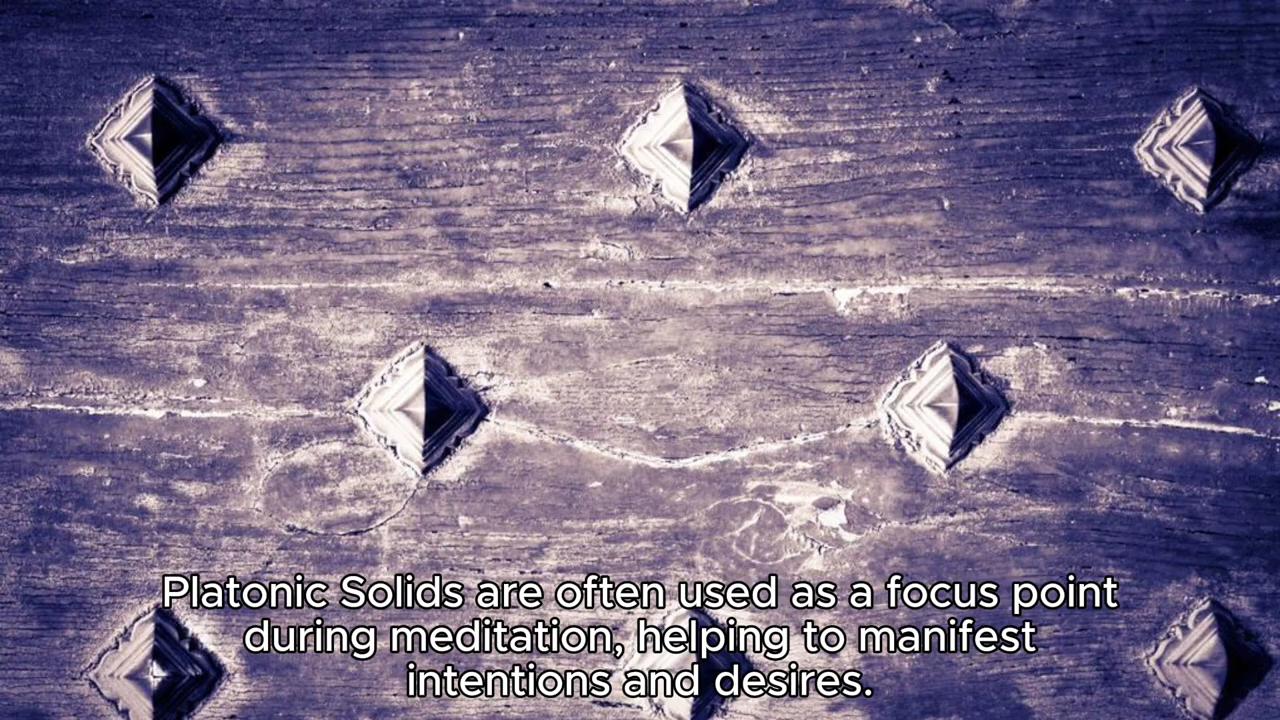 Platonic Solids are often used as a focus point
during meditation, helping to manifest
intentions and desires.